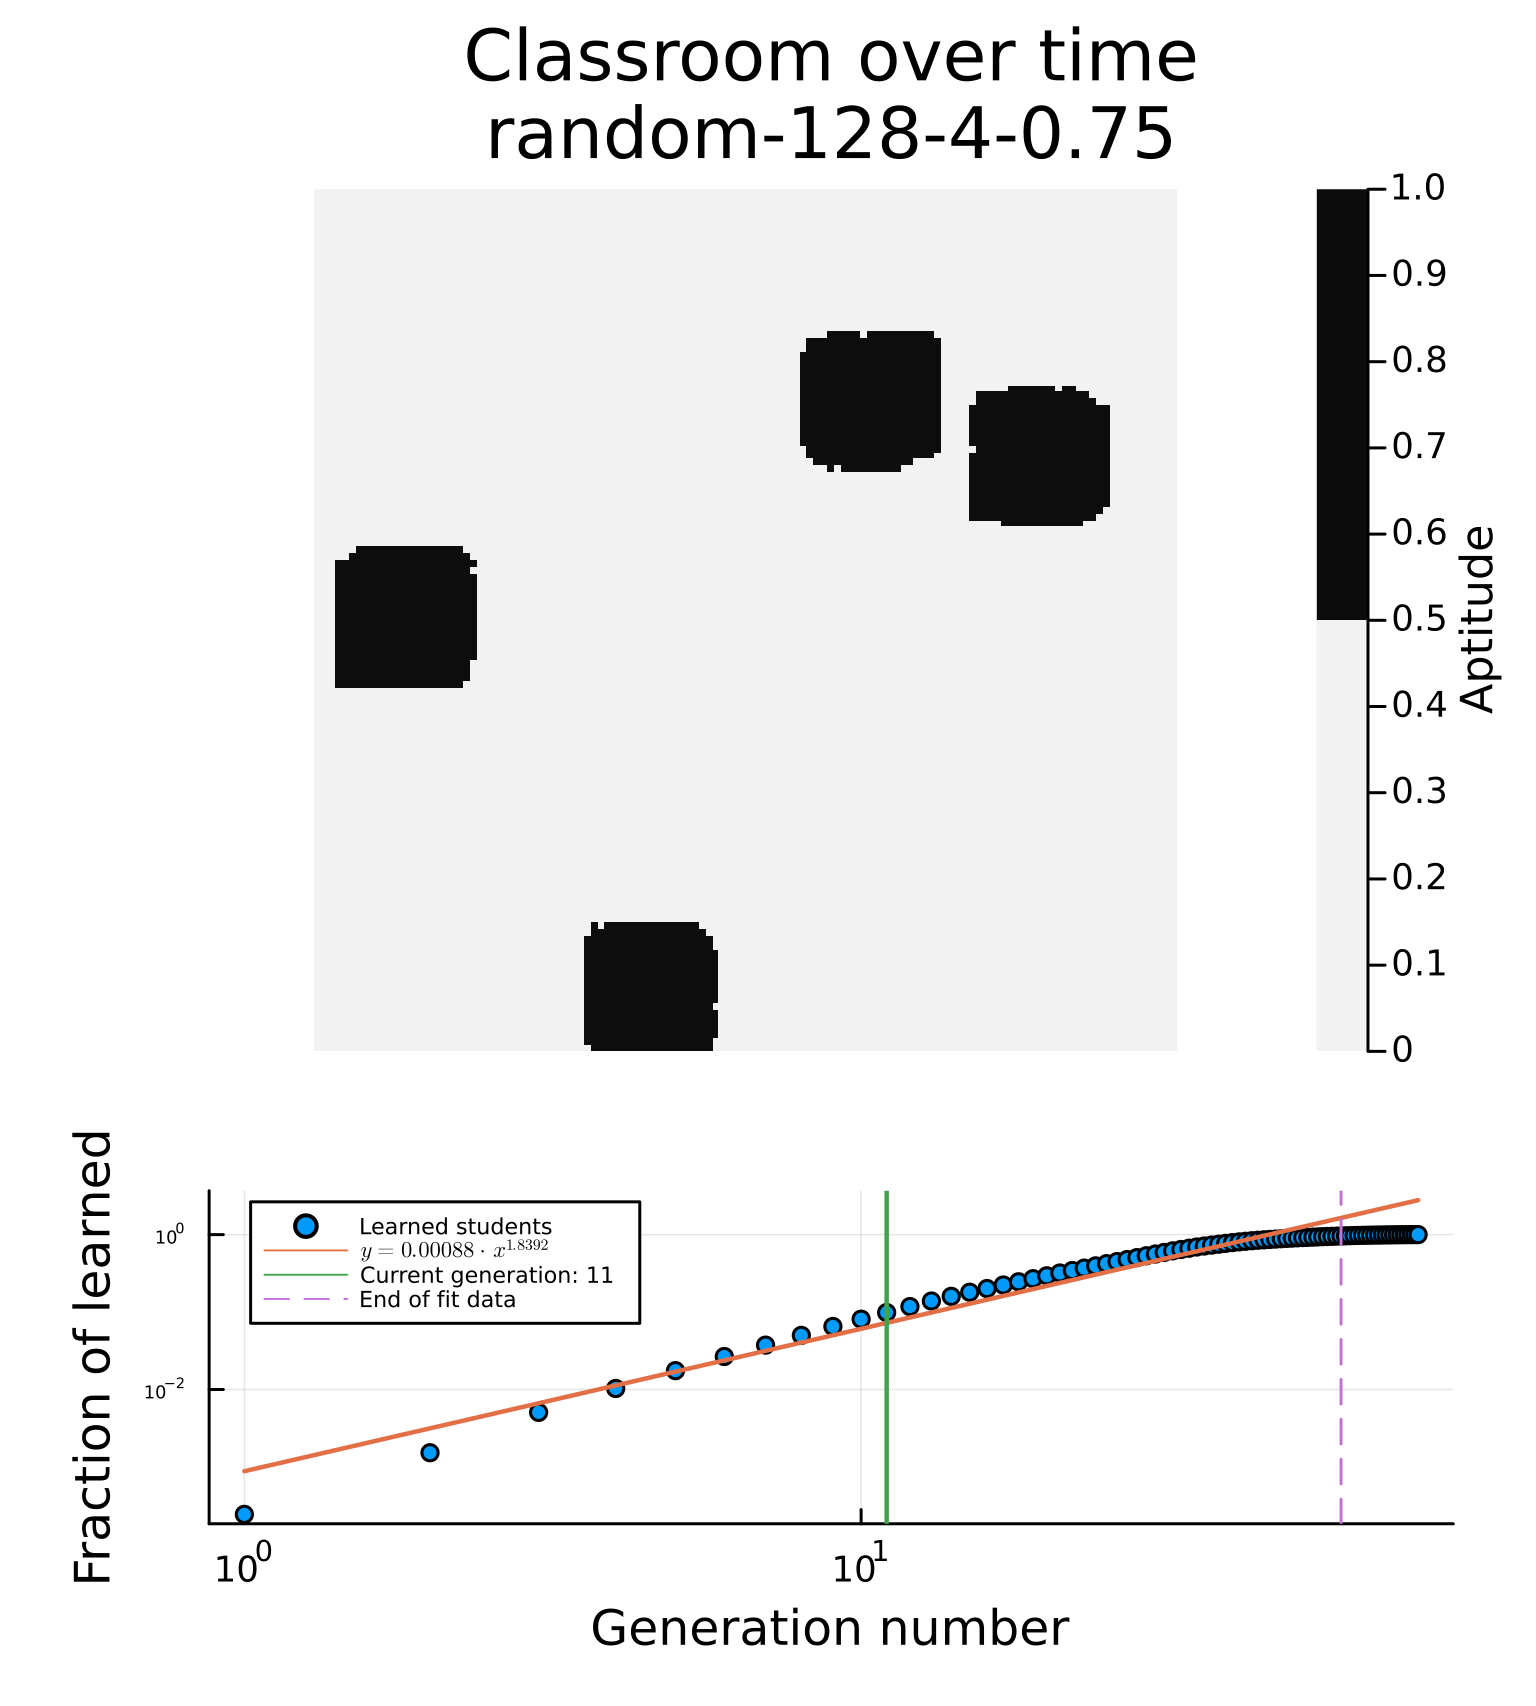 Classroom over time
random-128-4-0.75
1.0
0.9
0.8
0.7
0.6
0.5
0.4
0.3
0.2
0.1
0
Aptitude
Fraction of learned
10^0
10^-2
Learned students
y = 0.00088 · x^1.8392
Current generation: 11
End of fit data
10^0
10^1
Generation number